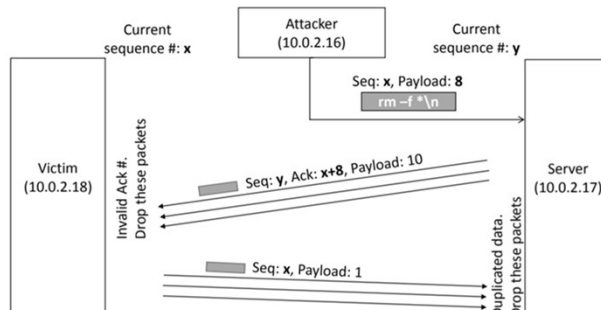 Attacker
(10.0.2.16)
Current
sequence #: x
Current
sequence #: y
Seq: x, Payload: 8
rm –f *\n
Victim
(10.0.2.18)
Invalid Ack #.
Drop these packets
Seq: y, Ack: x+8, Payload: 10
Server
(10.0.2.17)
Duplicated data.
Drop these packets
Seq: x, Payload: 1